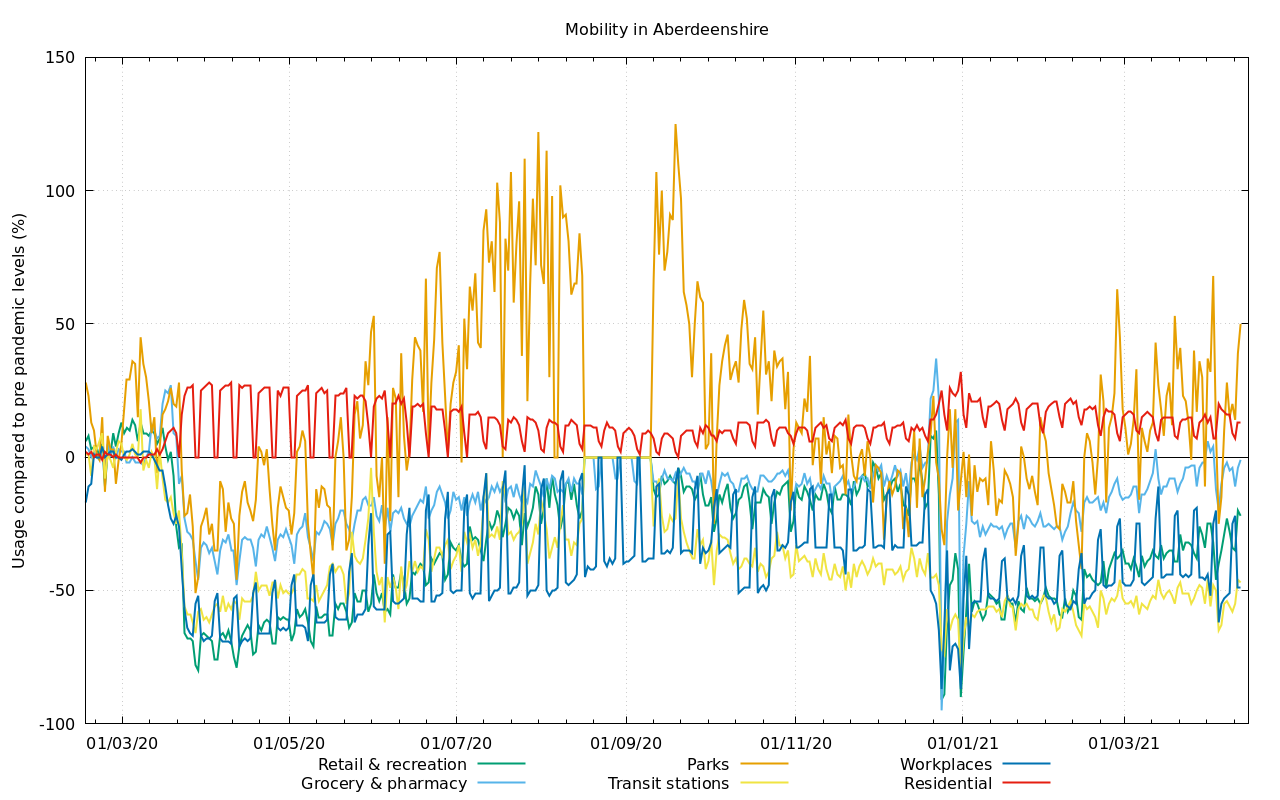 Mobility in Aberdeenshire
Usage compared to pre pandemic levels (%)
150
100
50
0
-50
-100
01/03/20 01/05/20 01/07/20 01/09/20 01/11/20 01/01/21 01/03/21
Retail & recreation Parks Workplaces
Grocery & pharmacy Transit stations Residential